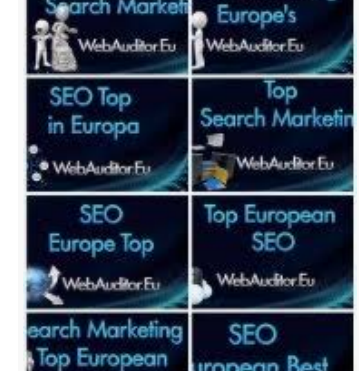 Search Marketi
WebAuditor.Eu
Europe's
WebAuditor.Eu
SEO Top
in Europa
WebAuditor.Eu
Top
Search Marketin
WebAuditor.Eu
SEO
Europe Top
WebAuditor.Eu
Top European
SEO
WebAuditor.Eu
earch Marketing
Top European
SEO
uropean Best